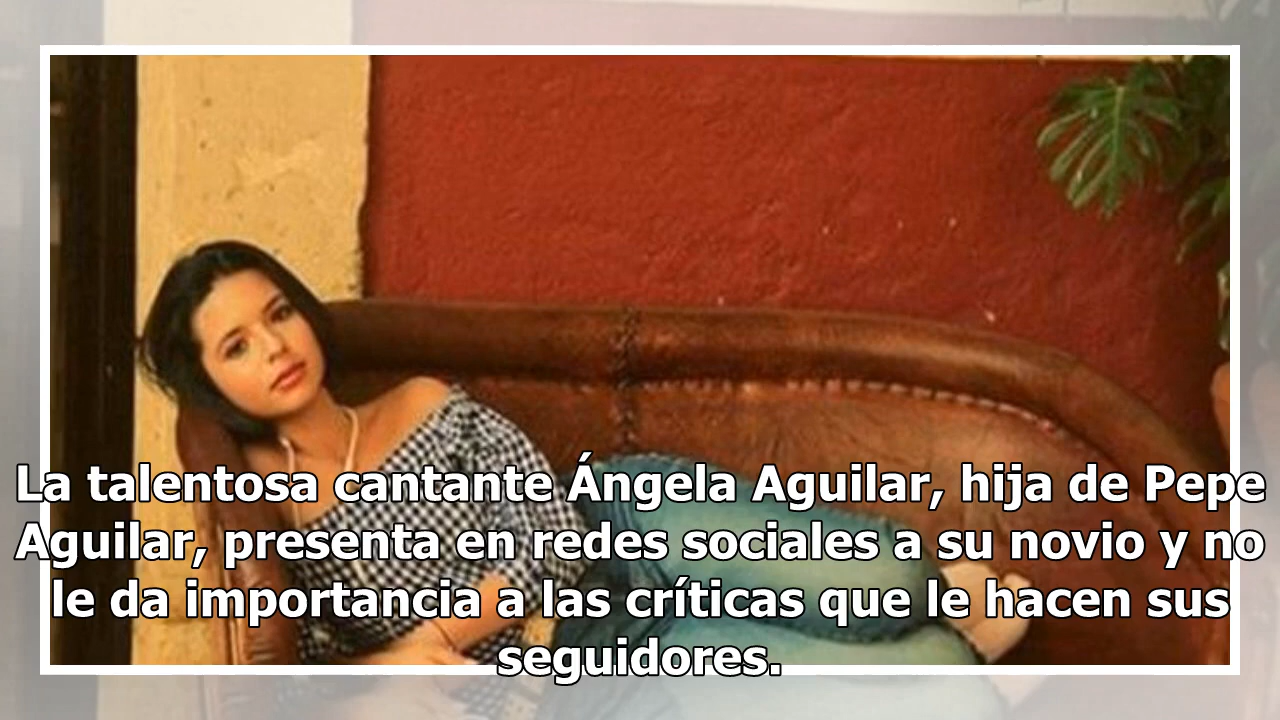 La talentosa cantante Ángela Aguilar, hija de Pepe
Aguilar, presenta en redes sociales a su novio y no
le da importancia a las críticas que le hacen sus
seguidores.